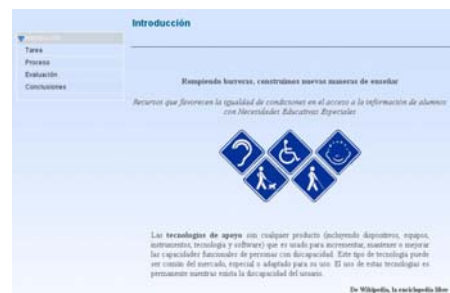 Introducción
Introducción
Tarea
Proceso
Evaluación
Conclusiones
Rompiendo barreras, construimos nuevas maneras de enseñar
Recursos que favorecen la igualdad de condiciones en el acceso a la información de alumnos
con Necesidades Educativas Especiales
Las tecnologías de apoyo son cualquier producto (incluyendo dispositivos, equipos,
instrumentos, tecnología y software) que es usado para incrementar, mantener o mejorar
las capacidades funcionales de personas con discapacidad. Este tipo de tecnología puede
ser común del mercado, especial o adaptada para su uso. El uso de estas tecnologías es
permanente mientras exista la discapacidad del usuario.
De Wikipedia, la enciclopedia libre